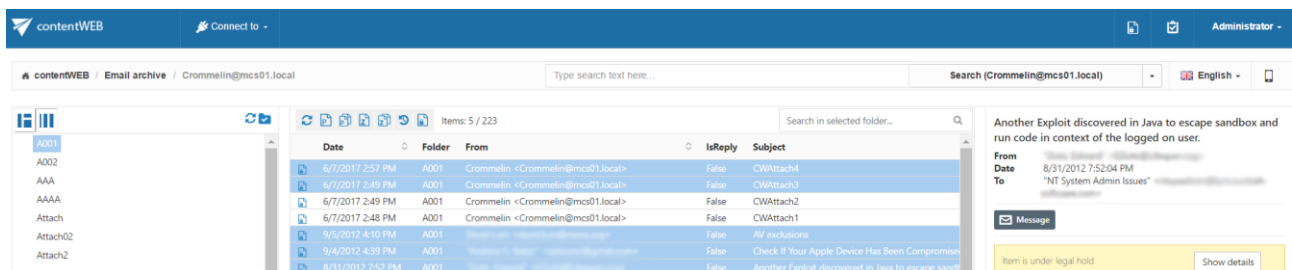 contentWEB Connect to Administrator
contentWEB / Email archive / Crommelin@mcs01.local Type search text here... Search (Crommelin@mcs01.local) English
Items: 5 / 223 Search in selected folder...
A001
A002
AAA
AAAA
Attach
Attach02
Attach2
Date Folder From IsReply Subject
6/7/2017 2:57 PM A001 Crommelin <Crommelin@mcs01.local> False CWAttach4
6/7/2017 2:49 PM A001 Crommelin <Crommelin@mcs01.local> False CWAttach3
6/7/2017 2:49 PM A001 Crommelin <Crommelin@mcs01.local> False CWAttach2
6/7/2017 2:48 PM A001 Crommelin <Crommelin@mcs01.local> False CWAttach1
9/5/2012 4:10 PM A001 False AV exclusions
9/4/2012 4:39 PM A001 False Check If Your Apple Device Has Been Compromise
8/31/2012 7:52 PM A001 False Another Exploit discovered in Java to escape sand
Another Exploit discovered in Java to escape sandbox and
run code in context of the logged on user.
From
Date 8/31/2012 7:52:04 PM
To "NT System Admin Issues"
Message
Item is under legal hold Show details